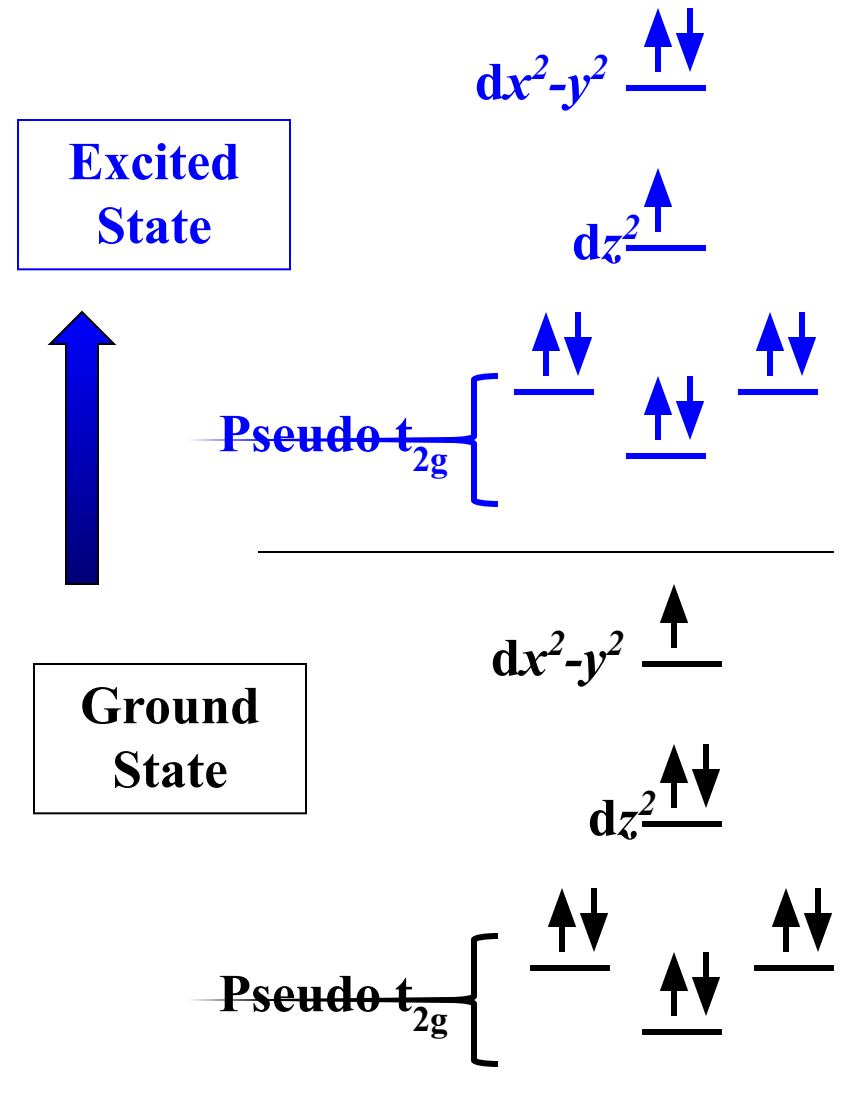 dx²-y²
Excited
State
dz²
Pseudo t₂g
dx²-y²
Ground
State
dz²
Pseudo t₂g